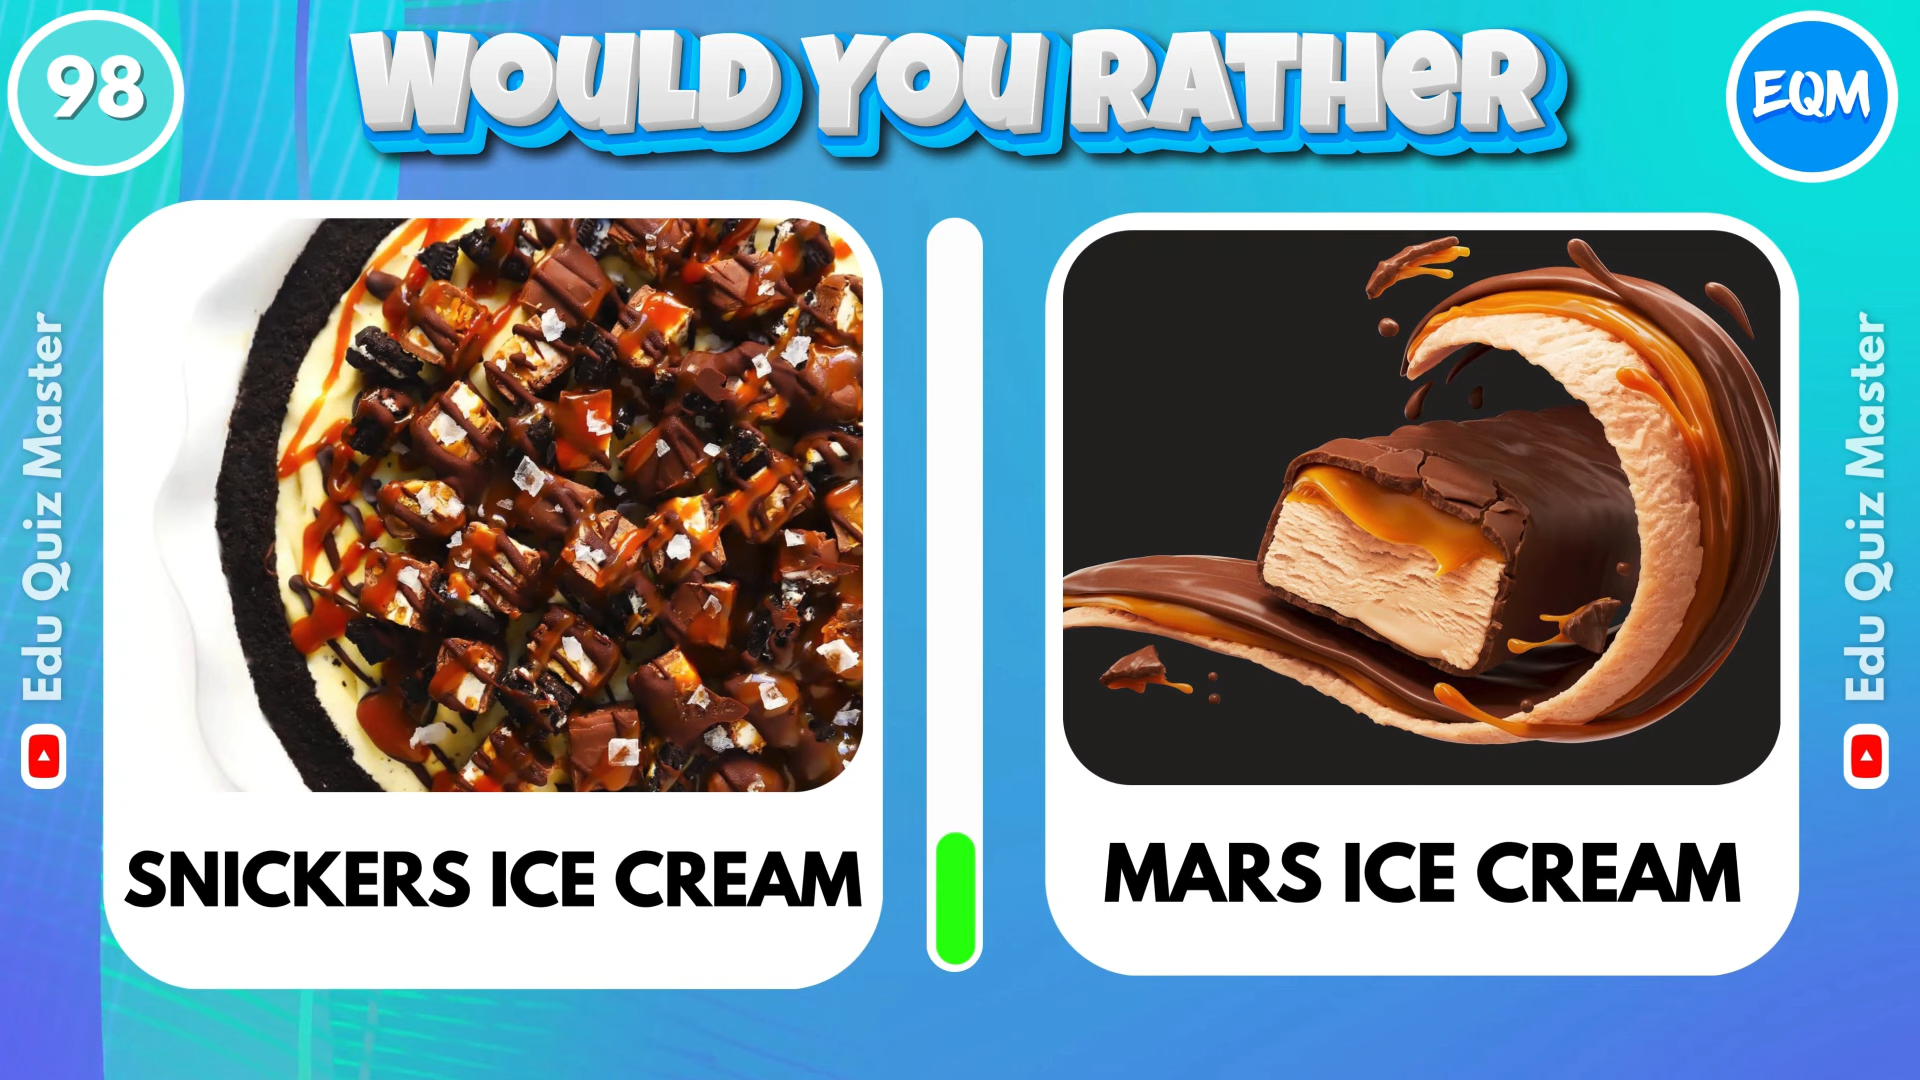 98
WOULD YOU RATHER
EQM
Edu Quiz Master
SNICKERS ICE CREAM
MARS ICE CREAM
Edu Quiz Master